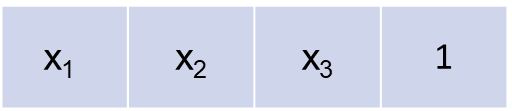 x₁ x₂ x₃ 1